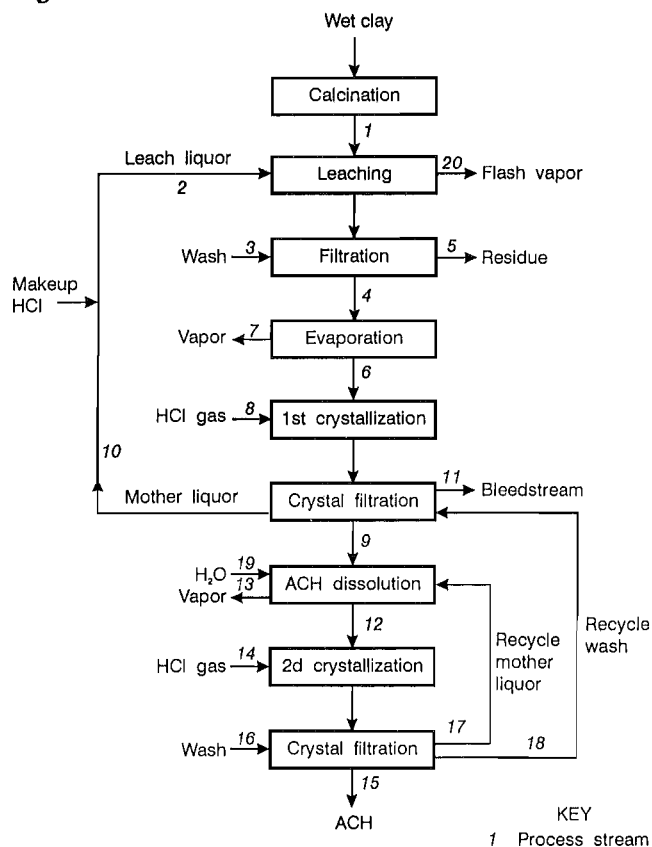 Wet clay
Calcination
1
Leach liquor
2
Leaching
20
Flash vapor
Wash
3
Filtration
5
Residue
Makeup
HCl
4
Vapor
7
Evaporation
6
HCl gas
8
1st crystallization
10
Mother liquor
Crystal filtration
11
Bleedstream
9
H₂O
19
Vapor
13
ACH dissolution
12
Recycle
mother
liquor
Recycle
wash
HCl gas
14
2d crystallization
Wash
16
Crystal filtration
17
18
15
ACH
KEY
1 Process stream